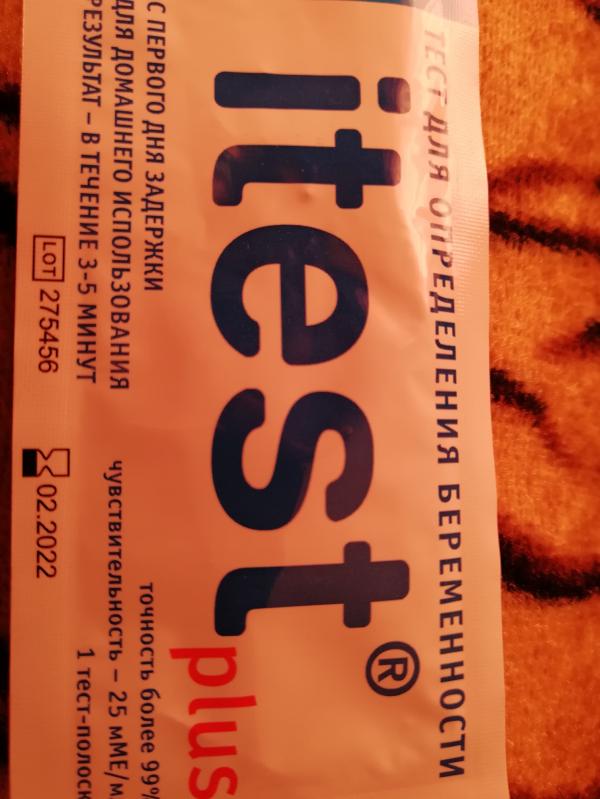 ТЕСТ ДЛЯ ОПРЕДЕЛЕНИЯ БЕРЕМЕННОСТИ
itest®
plus
С ПЕРВОГО ДНЯ ЗАДЕРЖКИ
ДЛЯ ДОМАШНЕГО ИСПОЛЬЗОВАНИЯ
РЕЗУЛЬТАТ – В ТЕЧЕНИЕ 3-5 МИНУТ
точность более 99%
чувствительность – 25 мМЕ/м
1 тест-полоск
LOT 275456
02.2022